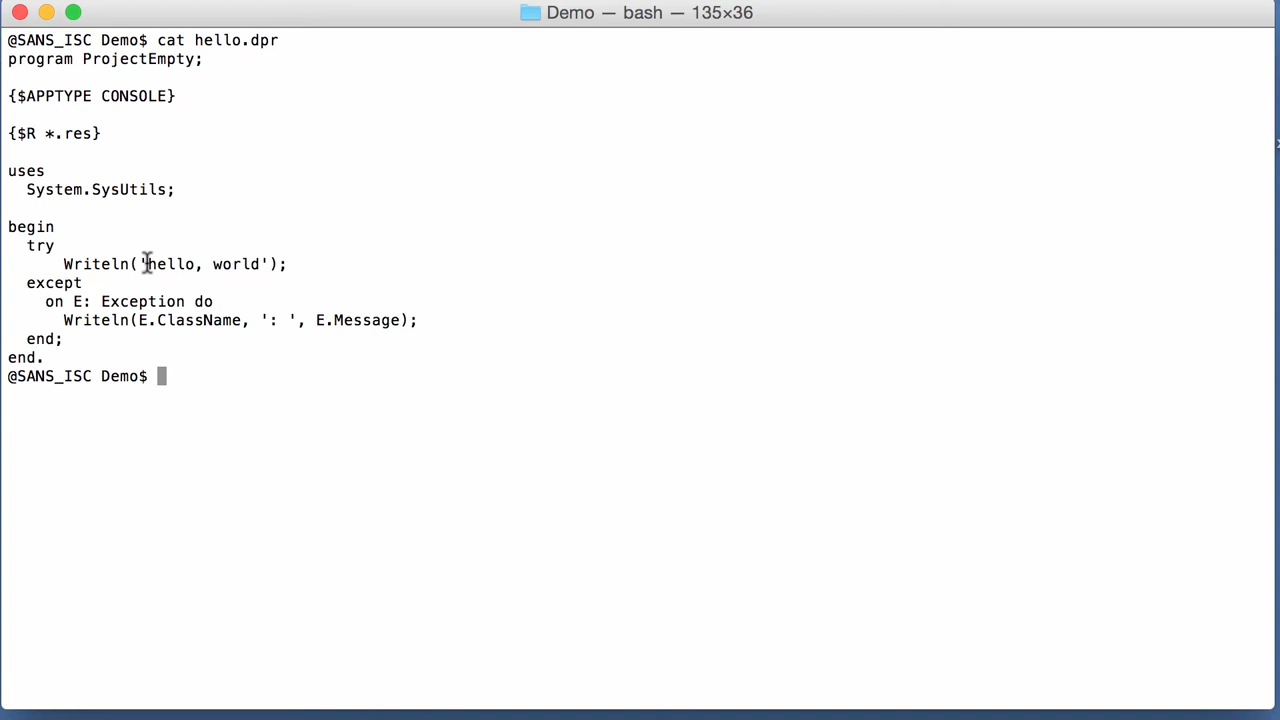 Demo — bash — 135×36
@SANS_ISC Demo$ cat hello.dpr
program ProjectEmpty;
{$APPTYPE CONSOLE}
{$R *.res}
uses
  System.SysUtils;
begin
  try
      Writeln('hello, world');
  except
    on E: Exception do
      Writeln(E.ClassName, ': ', E.Message);
  end;
end.
@SANS_ISC Demo$